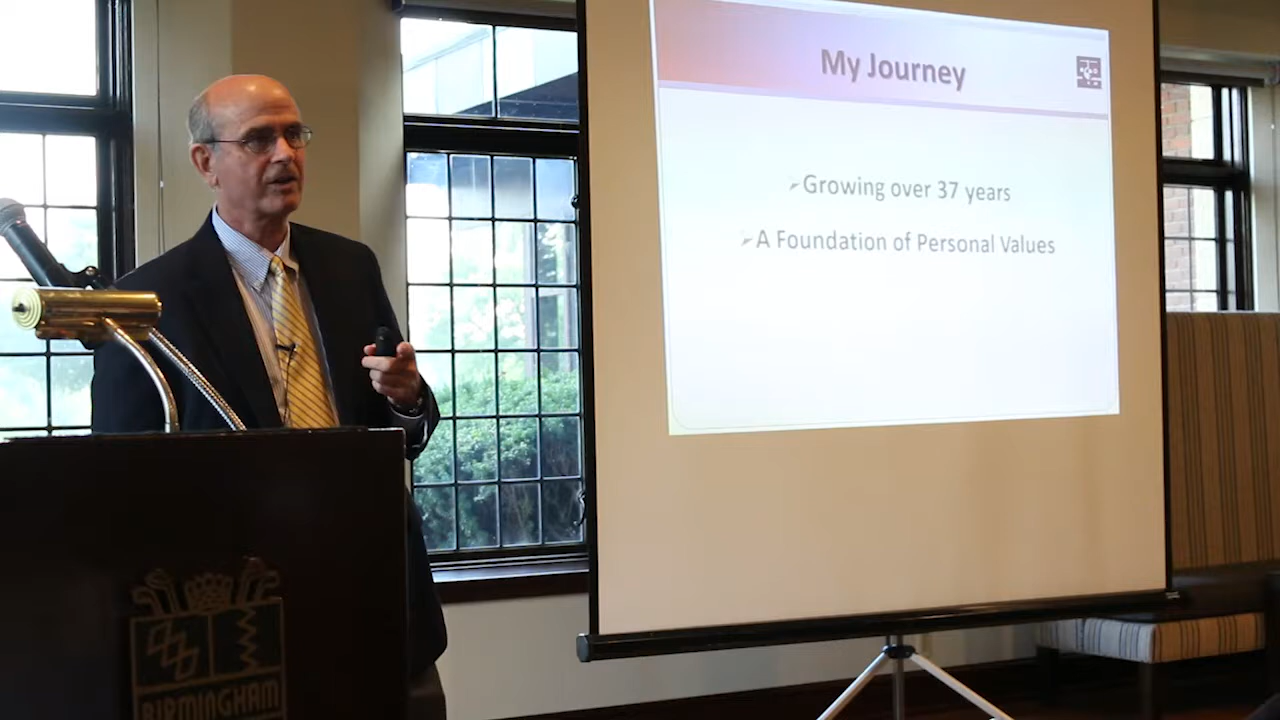 My Journey
➢Growing over 37 years
➢A Foundation of Personal Values
BIRMINGHAM